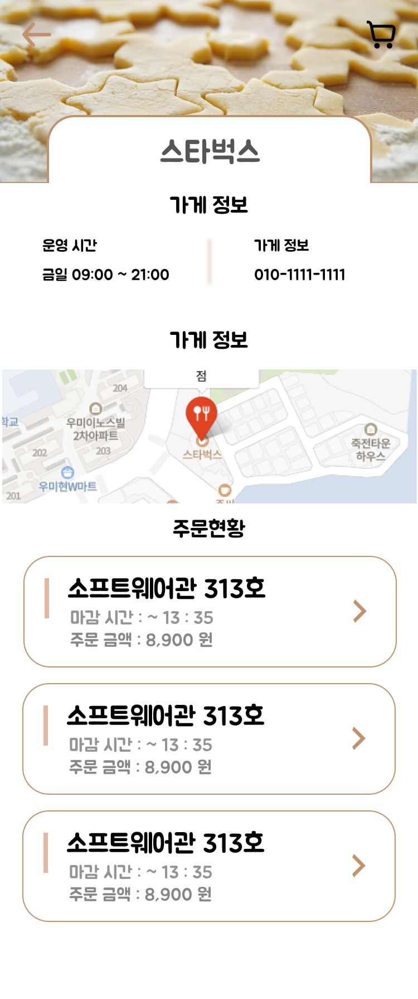 스타벅스
가게 정보
운영 시간
금일 09:00 ~ 21:00
가게 정보
010-1111-1111
가게 정보
점
204
학교
우미이노스빌
2차아파트
202
203
스타벅스
죽전타운
하우스
우미현W마트
201
주문현황
소프트웨어관 313호
마감 시간 : ~ 13 : 35
주문 금액 : 8,900 원
소프트웨어관 313호
마감 시간 : ~ 13 : 35
주문 금액 : 8,900 원
소프트웨어관 313호
마감 시간 : ~ 13 : 35
주문 금액 : 8,900 원